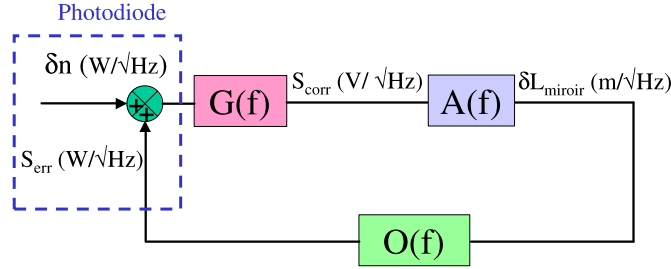 Photodiode
δn (W/√Hz)
S_corr (V/ √Hz)
δL_miroir (m/√Hz)
+
+
G(f)
A(f)
S_err (W/√Hz)
O(f)